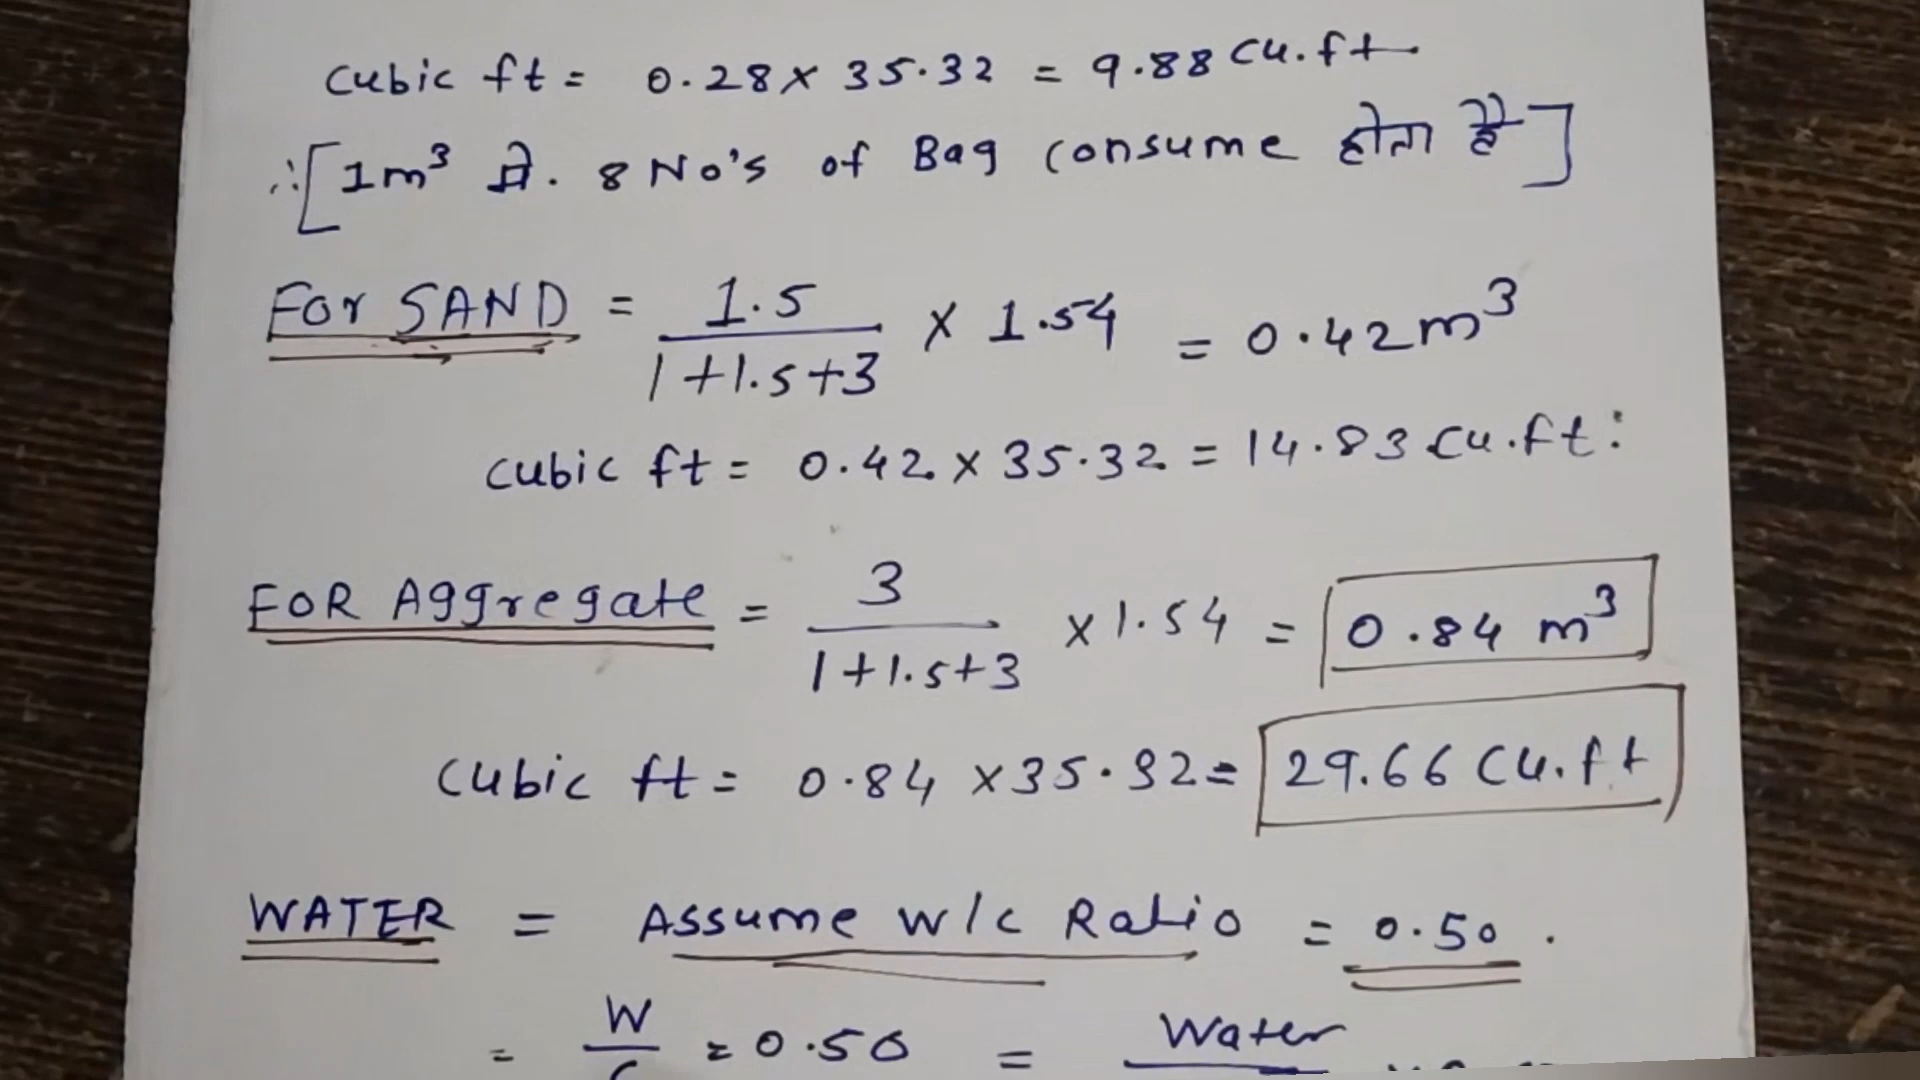 cubic ft = 0.28 x 35.32 = 9.88 cu.ft.
∴ [1m³ में. 8 No's of Bag consume होता है]
For SAND = 1.5 / 1+1.5+3 x 1.54 = 0.42 m³
cubic ft = 0.42 x 35.32 = 14.83 cu.ft:
FOR Aggregate = 3 / 1+1.5+3 x 1.54 = 0.84 m³
cubic ft = 0.84 x 35.32 = 29.66 cu.ft
WATER = Assume w/c Ratio = 0.50.
= W / = 0.50 = Water